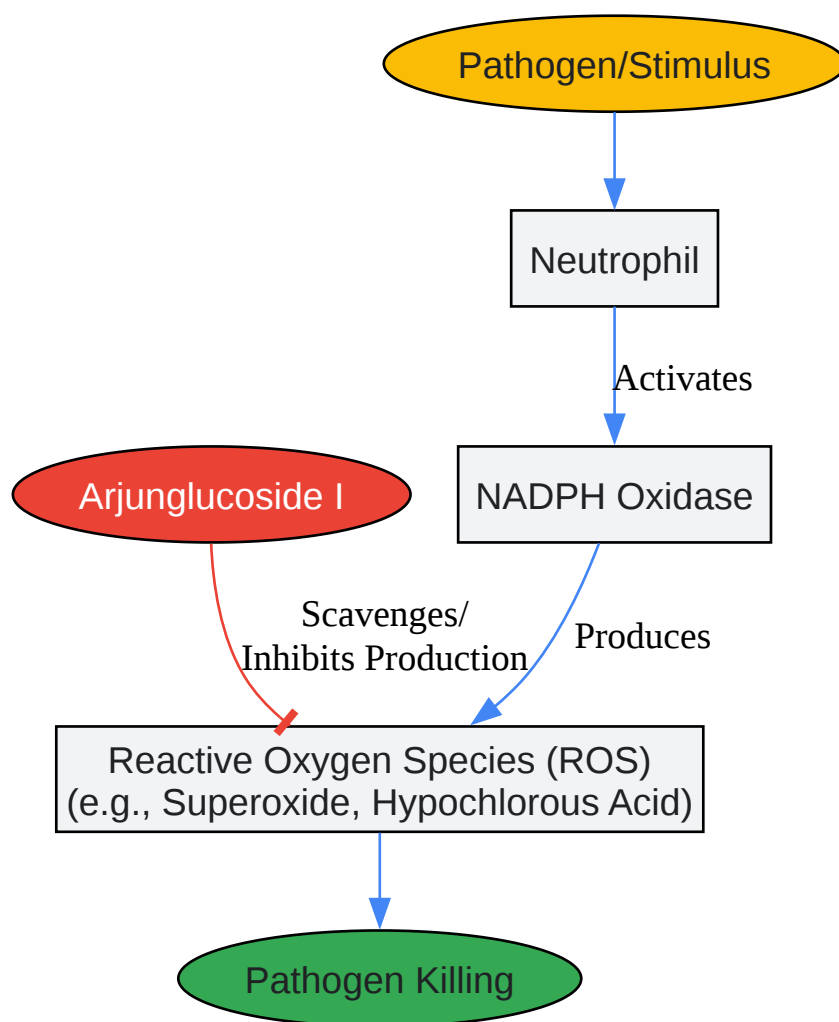 Pathogen/Stimulus
Neutrophil
Activates
Arjunglucoside I
NADPH Oxidase
Scavenges/
Inhibits Production
Produces
Reactive Oxygen Species (ROS)
(e.g., Superoxide, Hypochlorous Acid)
Pathogen Killing